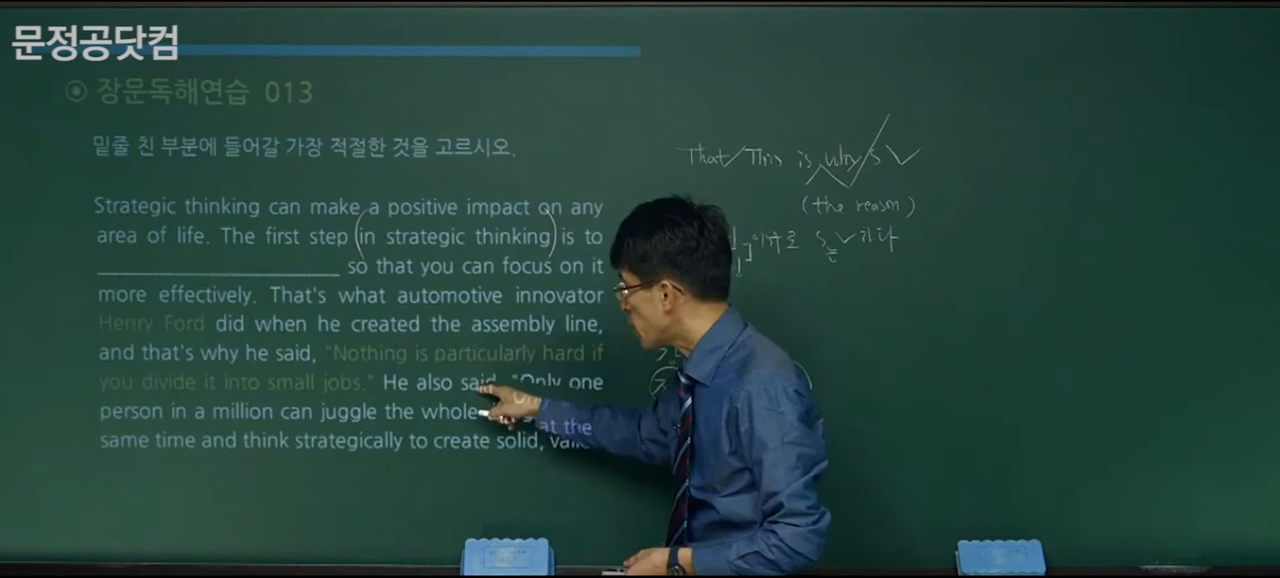 문정공닷컴
장문독해연습 013
밑줄 친 부분에 들어갈 가장 적절한 것을 고르시오.
Strategic thinking can make a positive impact on any
area of life. The first step (in strategic thinking) is to
so that you can focus on it
more effectively. That's what automotive innovator
Henry Ford did when he created the assembly line,
and that's why he said, "Nothing is particularly hard if
you divide it into small jobs." He also said, "Only one
person in a million can juggle the whole
at the
same time and think strategically to create solid,
That/This is why S V
(the reason)
이유로 S V